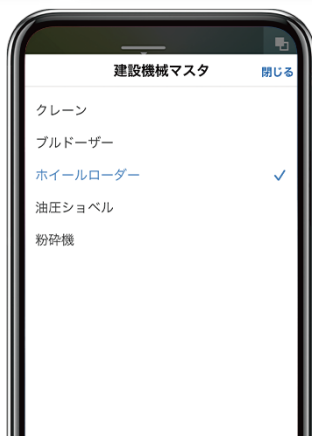 建設機械マスタ 閉じる
クレーン
ブルドーザー
ホイールローダー
油圧ショベル
粉砕機